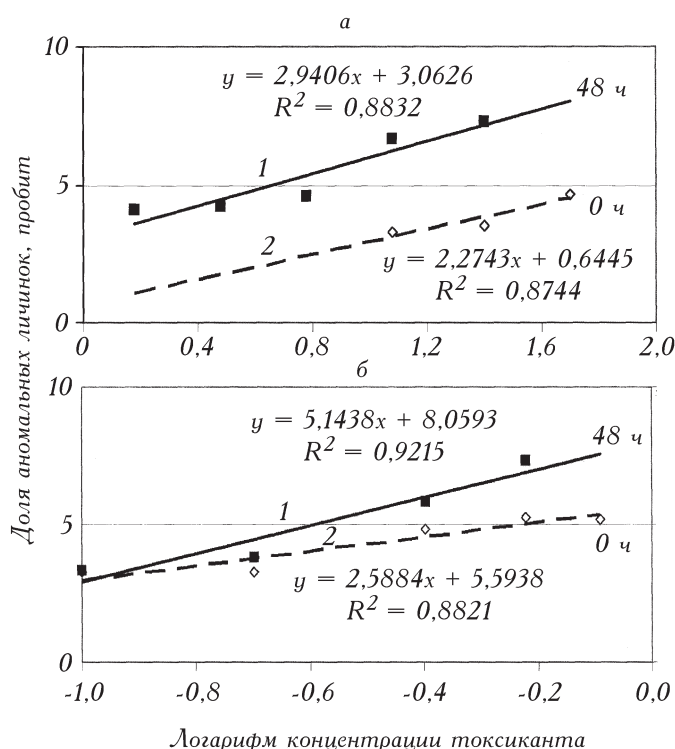 а
10
y = 2,9406x + 3,0626
R² = 0,8832
48 ч
1
5
0 ч
2
y = 2,2743x + 0,6445
R² = 0,8744
0
0 0,4 0,8 1,2 1,6 2,0
Доля аномальных личинок, пробит
б
10
y = 5,1438x + 8,0593
R² = 0,9215
48 ч
1
5
2
0 ч
y = 2,5884x + 5,5938
R² = 0,8821
0
-1,0 -0,8 -0,6 -0,4 -0,2 0,0
Логарифм концентрации токсиканта